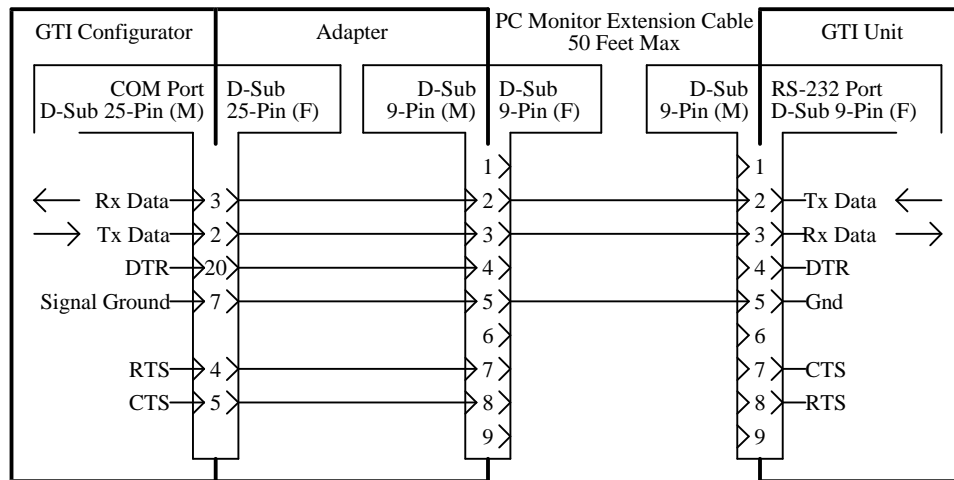 GTI Configurator
Adapter
PC Monitor Extension Cable
50 Feet Max
GTI Unit
COM Port
D-Sub 25-Pin (M)
D-Sub
25-Pin (F)
D-Sub
9-Pin (M)
D-Sub
9-Pin (F)
D-Sub
9-Pin (M)
RS-232 Port
D-Sub 9-Pin (F)
1 1
Rx Data 3 2 2 Tx Data
Tx Data 2 3 3 Rx Data
DTR 20 4 4 DTR
Signal Ground 7 5 5 Gnd
6 6
RTS 4 7 7 CTS
CTS 5 8 8 RTS
9 9